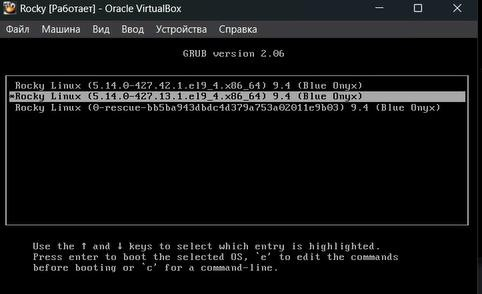 Rocky [Работает] - Oracle VirtualBox
Файл Машина Вид Ввод Устройства Справка
GRUB version 2.06
Rocky Linux (5.14.0-427.42.1.el9_4.x86_64) 9.4 (Blue Onyx)
*Rocky Linux (5.14.0-427.13.1.el9_4.x86_64) 9.4 (Blue Onyx)
Rocky Linux (0-rescue-bb5ba943dbdc4d379a753a02011e9b03) 9.4 (Blue Onyx)
Use the ↑ and ↓ keys to select which entry is highlighted.
Press enter to boot the selected OS, `e' to edit the commands
before booting or `c' for a command-line.